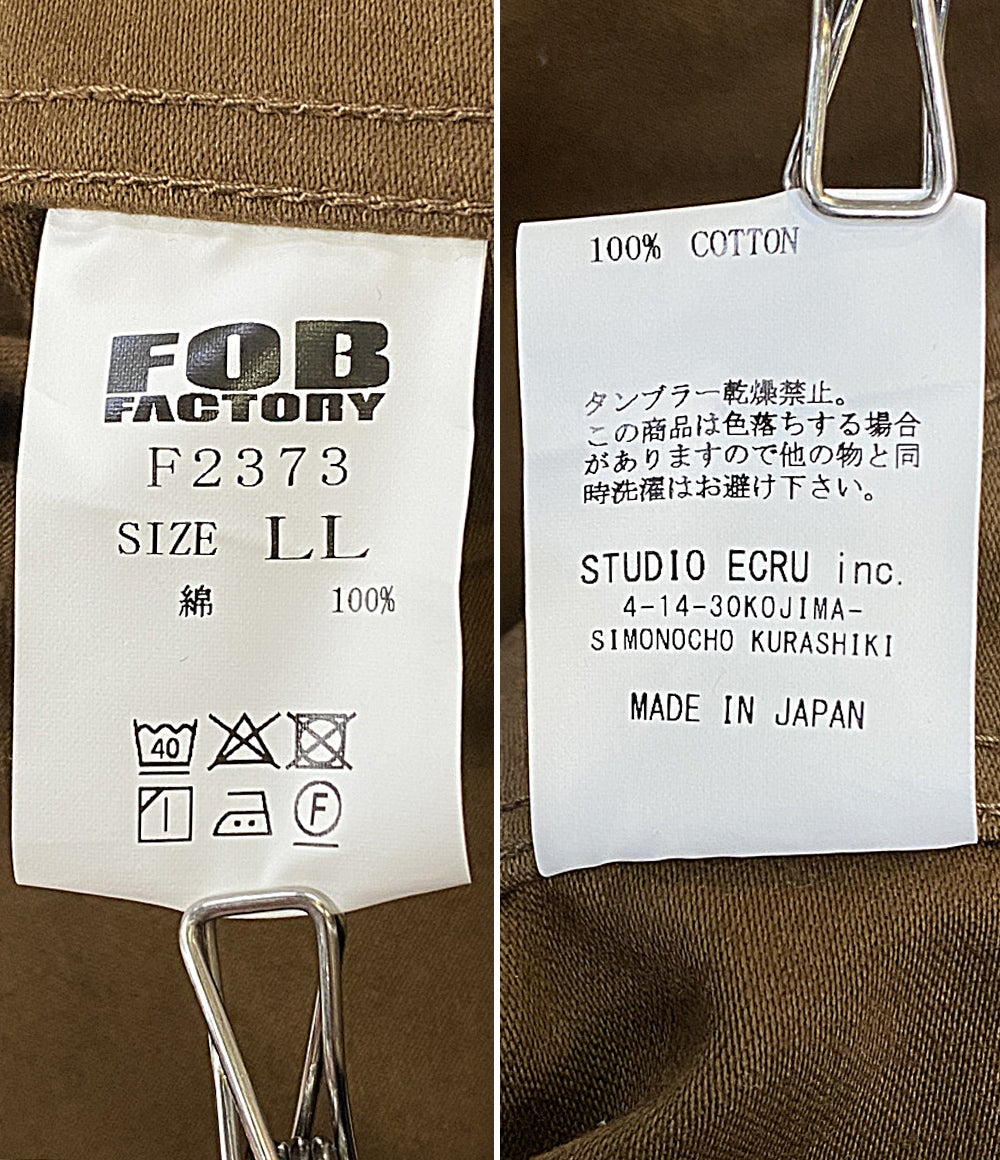 FOB
FACTORY
F2373
SIZE LL
綿 100%
40
F
100% COTTON
タンブラー乾燥禁止。
この商品は色落ちする場合
がありますので他の物と同
時洗濯はお避け下さい。
STUDIO ECRU inc.
4-14-30KOJIMA-
SIMONOCHO KURASHIKI
MADE IN JAPAN